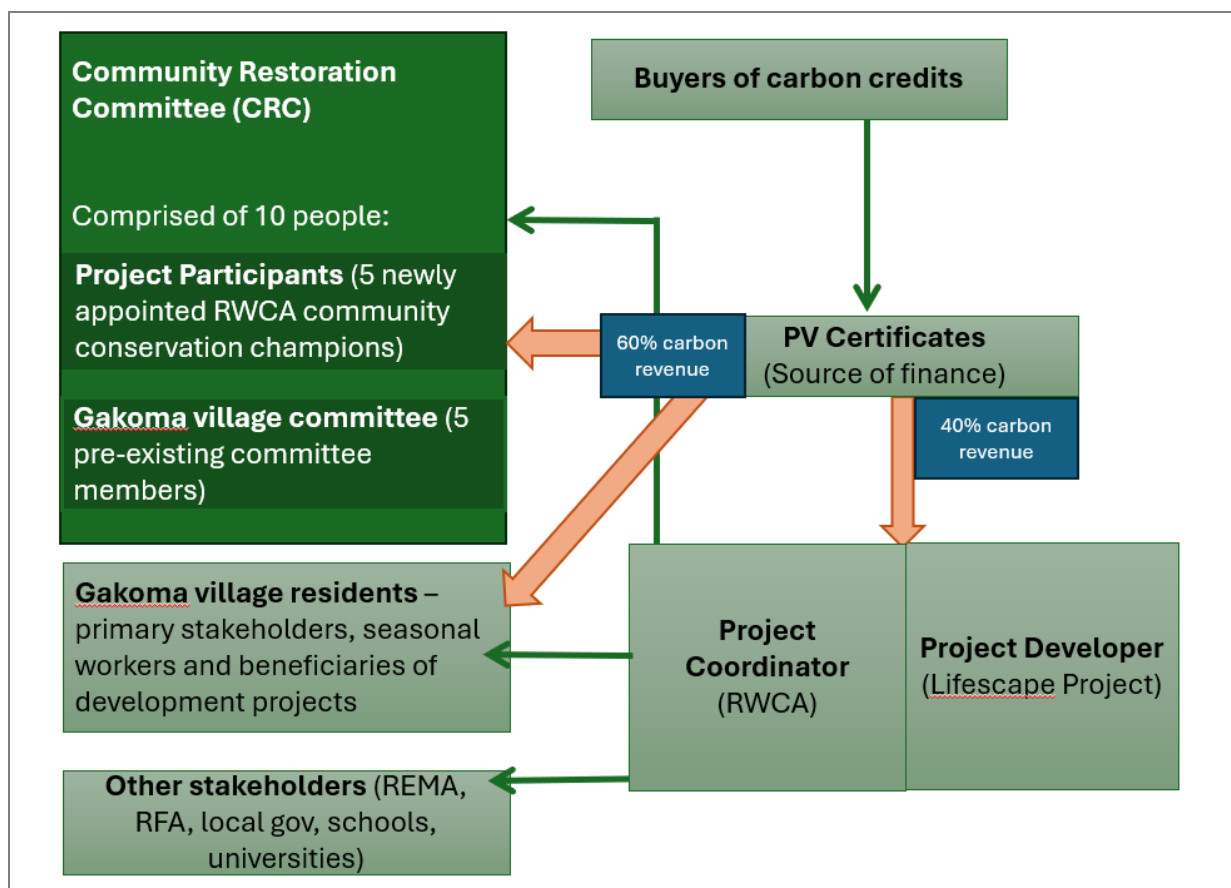 Community Restoration
Committee (CRC)
Comprised of 10 people:
Project Participants (5 newly
appointed RWCA community
conservation champions)
Gakoma village committee (5
pre-existing committee
members)
Buyers of carbon credits
60% carbon
revenue
PV Certificates
(Source of finance)
40% carbon
revenue
Gakoma village residents –
primary stakeholders, seasonal
workers and beneficiaries of
development projects
Project
Coordinator
(RWCA)
Project Developer
(Lifescape Project)
Other stakeholders (REMA,
RFA, local gov, schools,
universities)